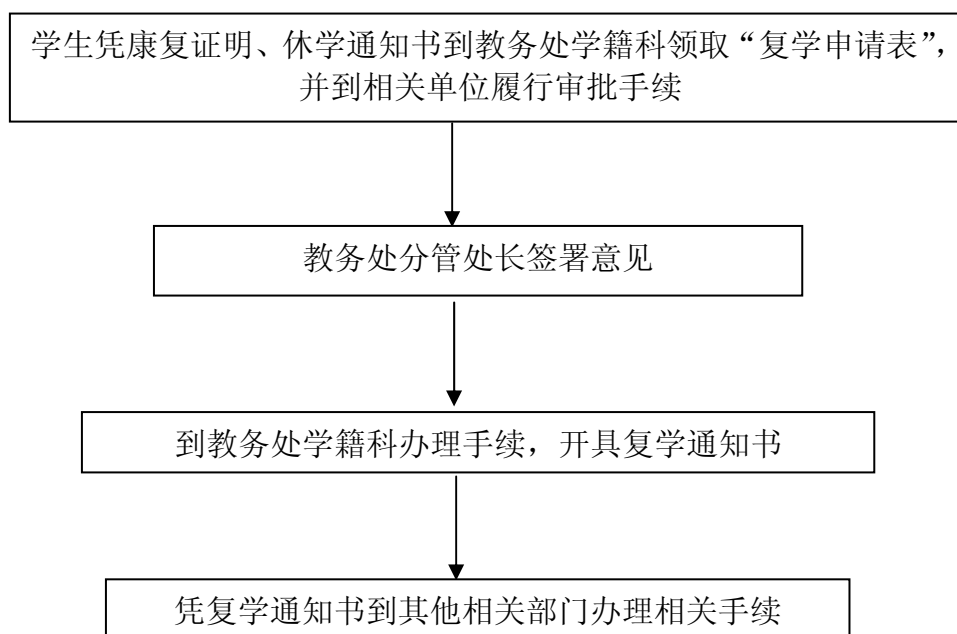 学生凭康复证明、休学通知书到教务处学籍科领取“复学申请表”，
并到相关单位履行审批手续
教务处分管处长签署意见
到教务处学籍科办理手续，开具复学通知书
凭复学通知书到其他相关部门办理相关手续